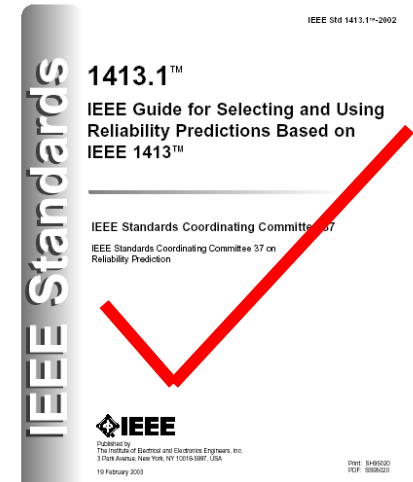 IEEE Std 1413.1™-2002
IEEE Standards
1413.1™
IEEE Guide for Selecting and Using
Reliability Predictions Based on
IEEE 1413™
IEEE Standards Coordinating Committee 37
IEEE Standards Coordinating Committee 37 on
Reliability Prediction
IEEE
Published by
The Institute of Electrical and Electronics Engineers, Inc.
3 Park Avenue, New York, NY 10016-5997, USA
19 February 2003
Print: SH95020
PDF: SS95020